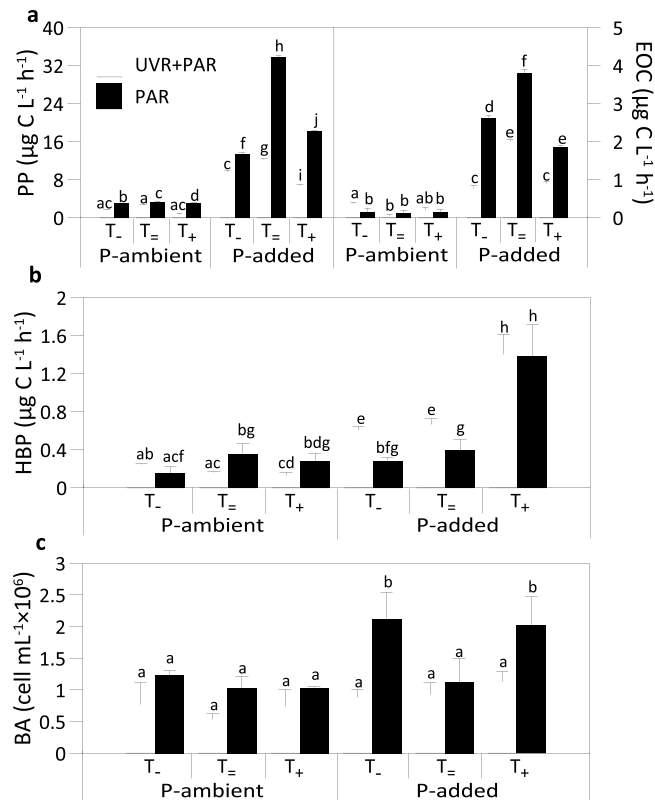 a
40 5
UVR+PAR
PAR
h
f
32 4
24 3
16 2
8 1
0 0
PP (µg C L-1 h-1)
EOC (µg C L-1 h-1)
ac b a c ac d c f g j i
a b b b ab b c d e c e
T- T= T+ T- T= T+ T- T= T+ T- T= T+
P-ambient P-added P-ambient P-added
b
2
1.6
1.2
0.8
0.4
0
HBP (µg C L-1 h-1)
ab acf ac bg cd bdg e bfg e g h h
T- T= T+ T- T= T+
P-ambient P-added
c
3
2.5
2
1.5
1
0.5
0
BA (cell mL-1×10⁶)
a a a a a a a b a a a b
T- T= T+ T- T= T+
P-ambient P-added